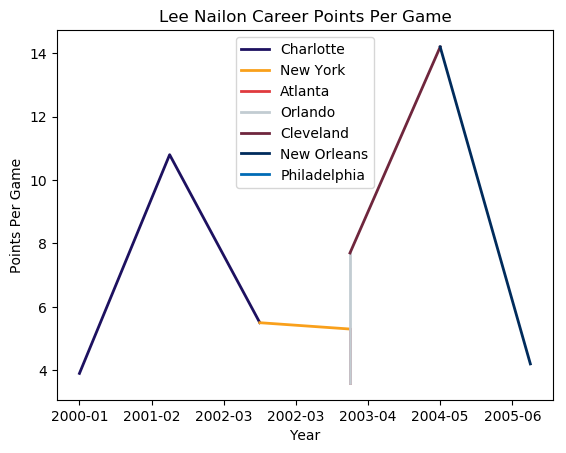 Lee Nailon Career Points Per Game
Charlotte
New York
Atlanta
Orlando
Cleveland
New Orleans
Philadelphia
14
12
10
8
6
4
Points Per Game
2000-01 2001-02 2002-03 2002-03 2003-04 2004-05 2005-06
Year